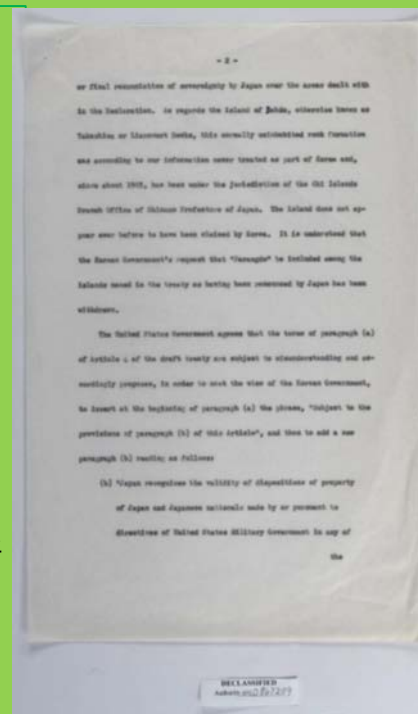 - 2 -
or final renunciation of sovereignty by Japan over the areas dealt with
in the Declaration. As regards the island of Dokdo, otherwise known as
Takeshima or Liancourt Rocks, this normally uninhabited rock formation
was according to our information never treated as part of Korea and,
since about 1905, has been under the jurisdiction of the Oki Islands
Branch Office of Shimane Prefecture of Japan. The island does not ap-
pear ever before to have been claimed by Korea. It is understood that
the Korean Government's request that "Parangdo" be included among the
islands named in the treaty as having been renounced by Japan has been
withdrawn.
The United States Government agrees that the terms of paragraph (a)
of Article 4 of the draft treaty are subject to misunderstanding and ac-
cordingly proposes, in order to meet the view of the Korean Government,
to insert at the beginning of paragraph (a) the phrase, "Subject to the
provisions of paragraph (b) of this Article", and then to add a new
paragraph (b) reading as follows:
(b) "Japan recognizes the validity of dispositions of property
of Japan and Japanese nationals made by or pursuant to
directives of United States Military Government in any of
the
DECLASSIFIED